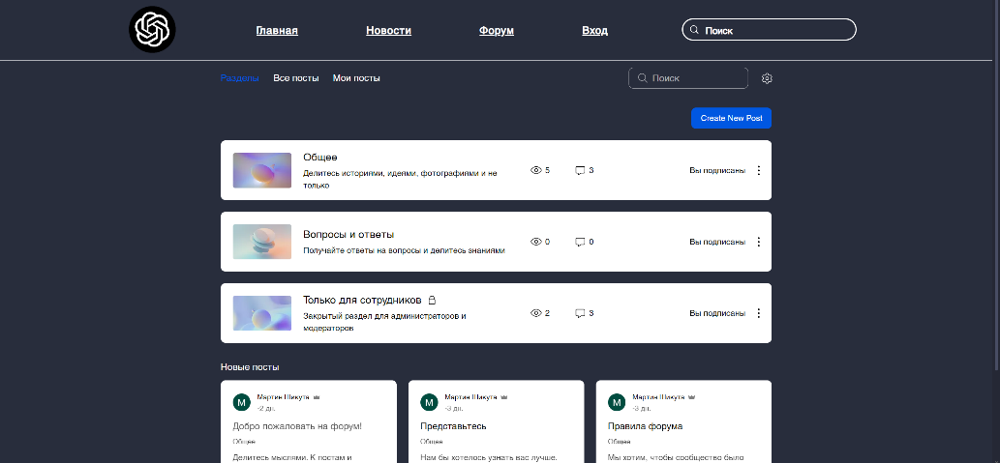 Главная Новости Форум Вход Поиск
Разделы Все посты Мои посты Поиск
Create New Post
Общее
Делитесь историями, идеями, фотографиями и не
только
5 3 Вы подписаны
Вопросы и ответы
Получайте ответы на вопросы и делитесь знаниями
0 0 Вы подписаны
Только для сотрудников
Закрытый раздел для администраторов и
модераторов
2 3 Вы подписаны
Новые посты
М
Мартин Шикута
-2 дн.
Добро пожаловать на форум!
Общее
Делитесь мыслями. К постам и
М
Мартин Шикута
-3 дн.
Представьтесь
Общее
Нам бы хотелось узнать вас лучше.
М
Мартин Шикута
-3 дн.
Правила форума
Общее
Мы хотим, чтобы сообщество было